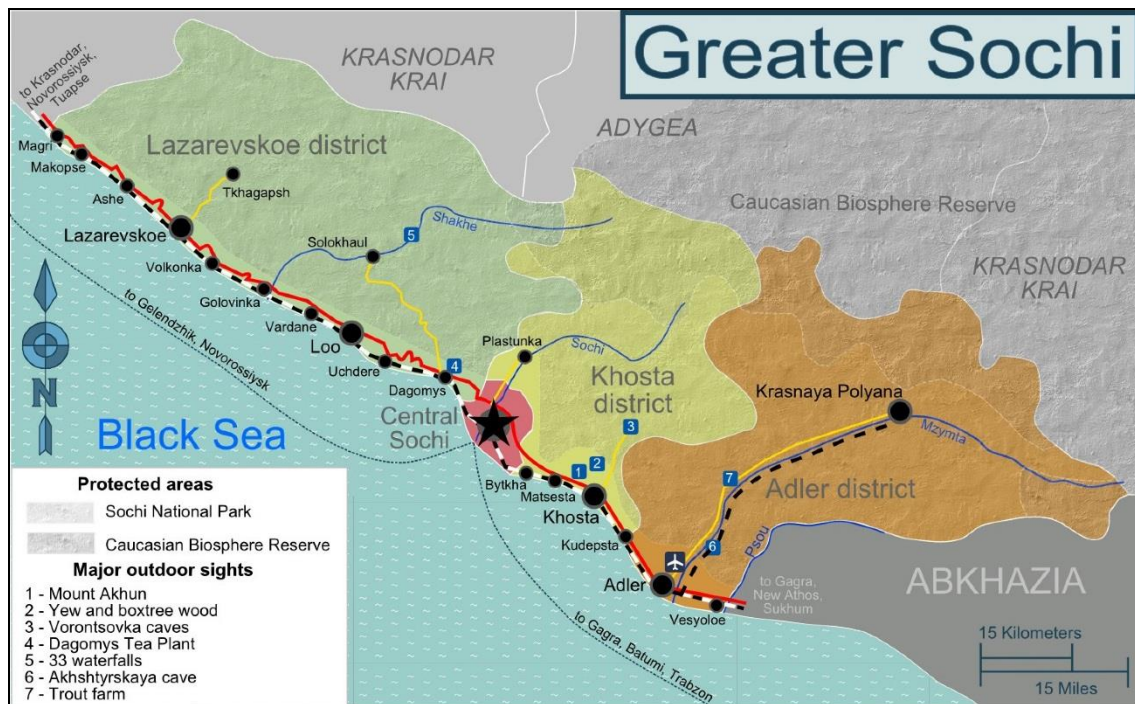 Greater Sochi
to Krasnodar,
Novorossiysk,
Tuapse
KRASNODAR
KRAI
ADYGEA
Caucasian Biosphere Reserve
KRASNODAR
KRAI
Lazarevskoe district
Magri
Makopse
Ashe
Tkhagapsh
Lazarevskoe
Shakhe
5
Solokhaul
Volkonka
Golovinka
to Gelendzhik, Novorossiysk
Vardane
Loo
Uchdere
Dagomys
4
Plastunka
Sochi
Khosta
district
Krasnaya Polyana
Mzymta
Central
Sochi
Black Sea
N
3
2
1
7
Adler district
Bytkha
Matsesta
Khosta
Kudepsta
6
Psou
Adler
Vesyoloe
to Gagra,
New Athos,
Sukhum
ABKHAZIA
to Gagra, Batumi, Trabzon
15 Kilometers
15 Miles
Protected areas
Sochi National Park
Caucasian Biosphere Reserve
Major outdoor sights
1 - Mount Akhun
2 - Yew and boxtree wood
3 - Vorontsovka caves
4 - Dagomys Tea Plant
5 - 33 waterfalls
6 - Akhshtyrskaya cave
7 - Trout farm